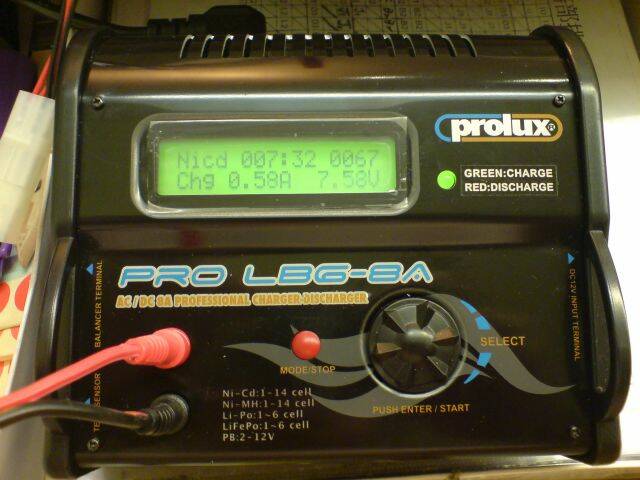 Nicd 007:32 0067
Chg 0.58A 7.58V
prolux®
GREEN:CHARGE
RED:DISCHARGE
PRO LBG-8A
AC/DC 8A PROFESSIONAL CHARGER/DISCHARGER
BALANCER TERMINAL
DC12V INPUT TERMINAL
SELECT
MODE/STOP
PUSH ENTER / START
Ni-Cd:1~14 cell
Ni-MH:1~14 cell
Li-Po:1~6 cell
LiFePo:1~6 cell
PB:2-12V